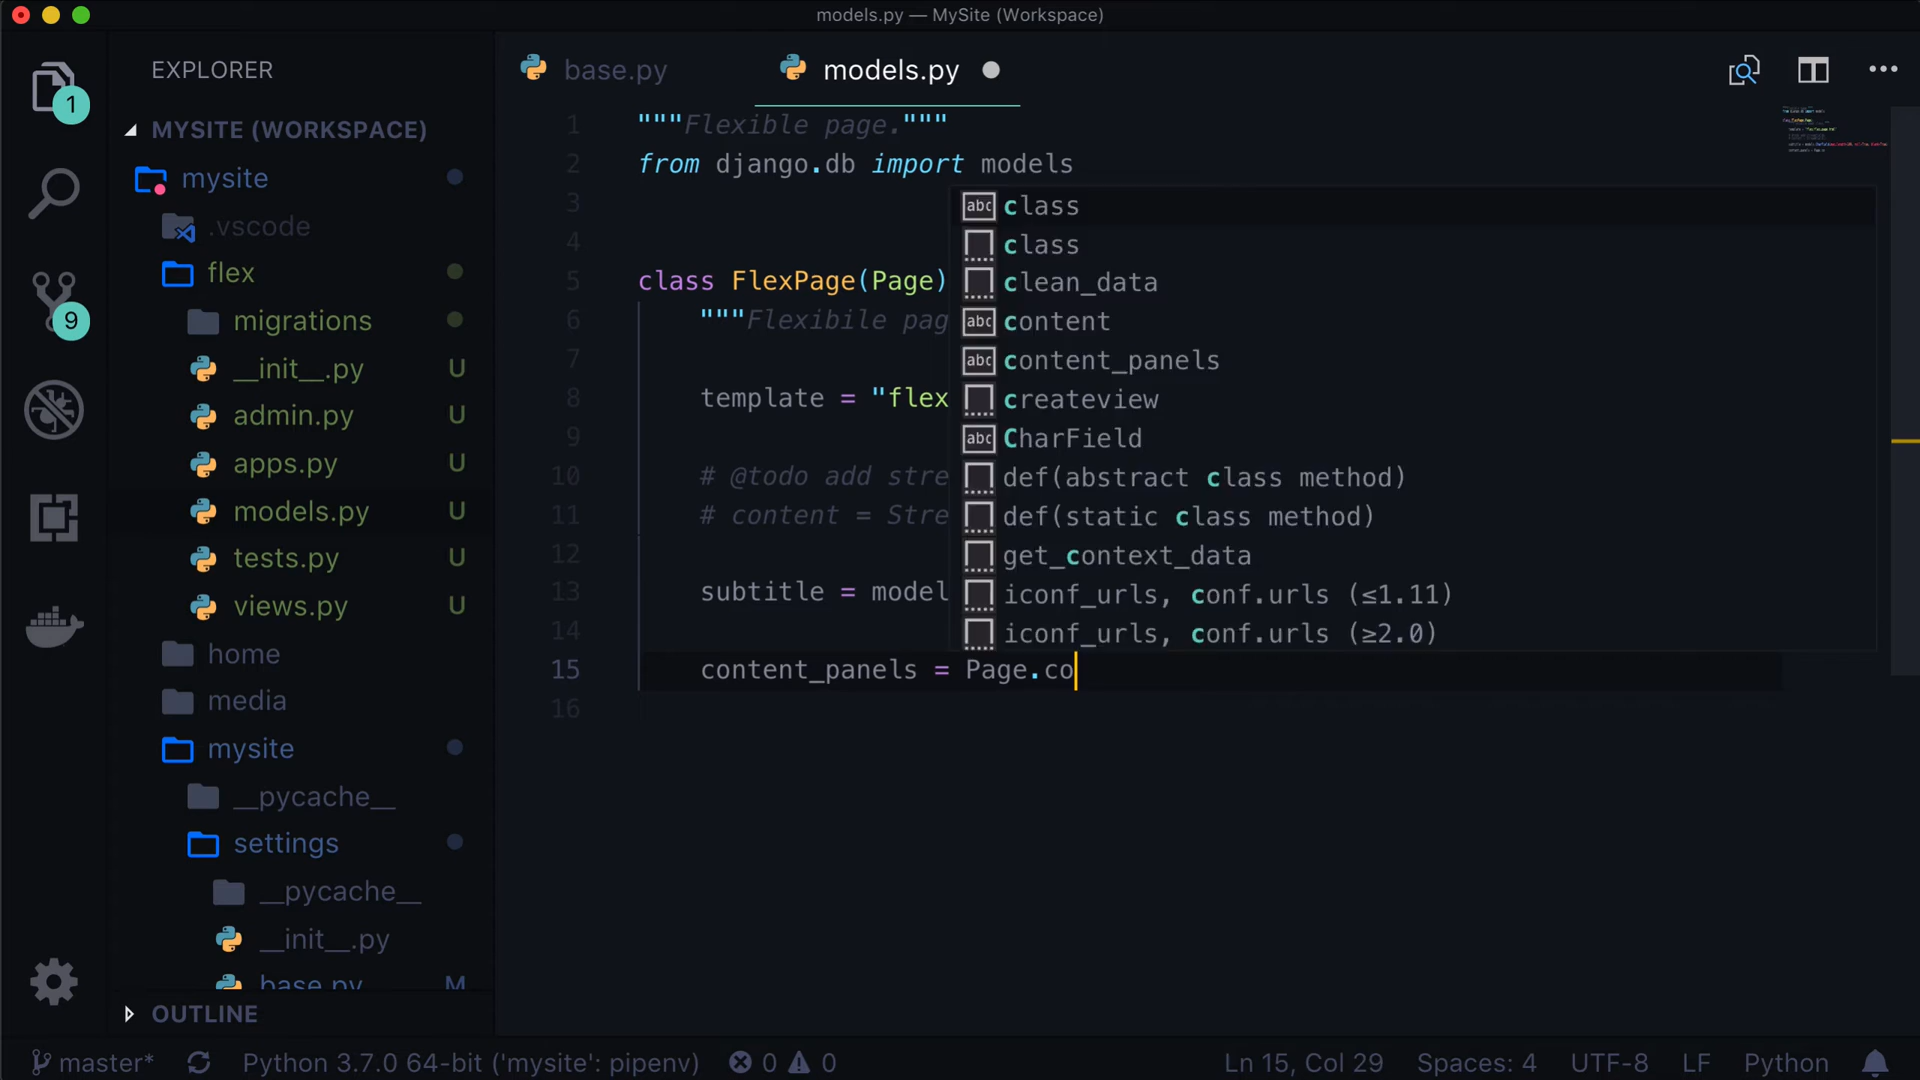 models.py — MySite (Workspace)
EXPLORER
1
MYSITE (WORKSPACE)
mysite
.vscode
flex
migrations
9
__init__.py U
admin.py U
apps.py U
models.py U
tests.py U
views.py U
home
media
mysite
__pycache__
settings
__pycache__
__init__.py
base.py M
OUTLINE
base.py models.py
1 """Flexible page."""
2 from django.db import models
3
4
5 class FlexPage(Page)
6 """Flexibile pag
7
8 template = "flex
9
10 # @todo add stre
11 # content = Stre
12
13 subtitle = model
14
15 content_panels = Page.co
16
abc class
class
clean_data
abc content
abc content_panels
createview
abc CharField
def(abstract class method)
def(static class method)
get_context_data
iconf_urls, conf.urls (≤1.11)
iconf_urls, conf.urls (≥2.0)
master* Python 3.7.0 64-bit ('mysite': pipenv) 0 0 Ln 15, Col 29 Spaces: 4 UTF-8 LF Python